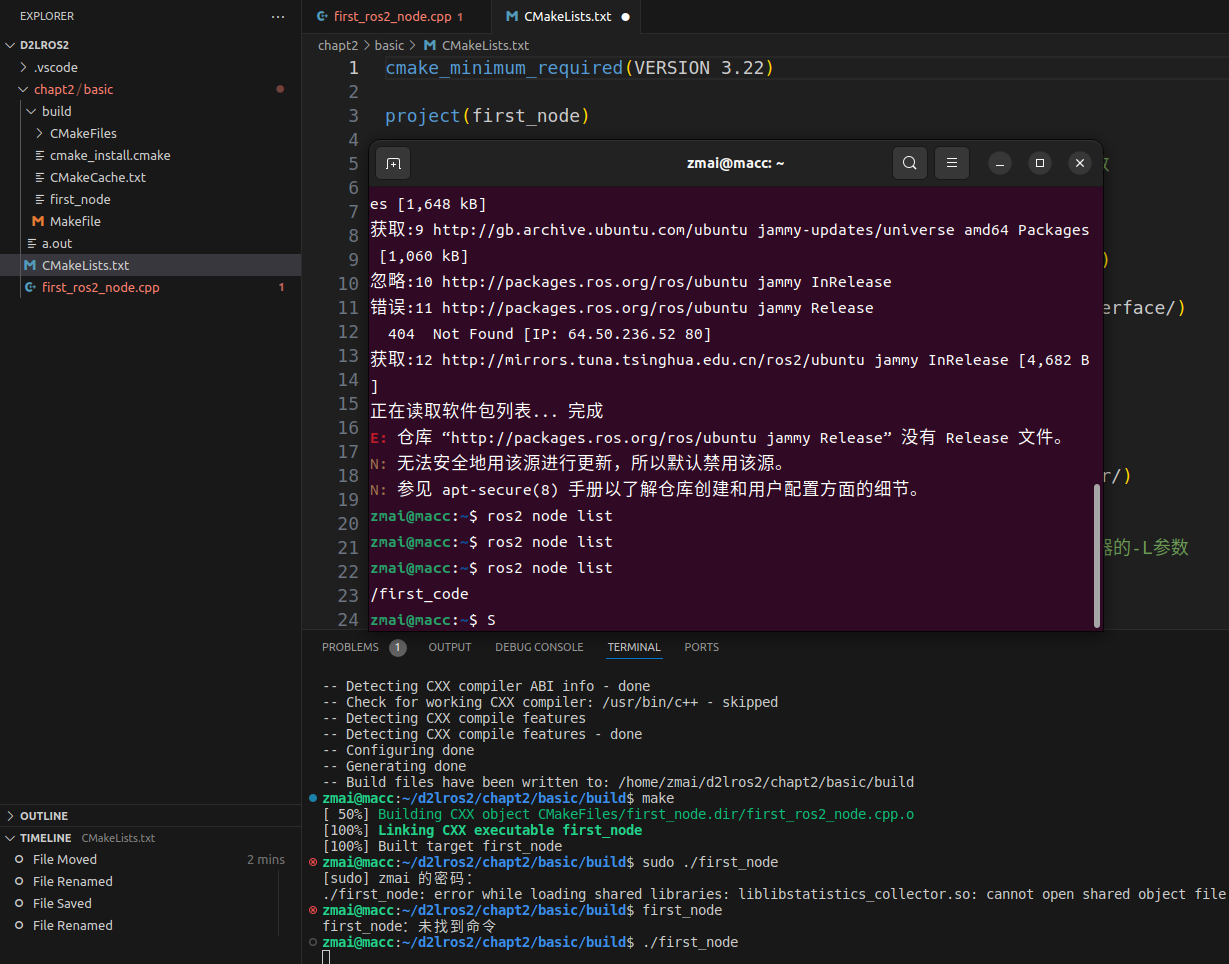 EXPLORER
D2LROS2
.vscode
chapt2 / basic
build
CMakeFiles
cmake_install.cmake
CMakeCache.txt
first_node
Makefile
a.out
CMakeLists.txt
first_ros2_node.cpp 1
OUTLINE
TIMELINE CMakeLists.txt
File Moved 2 mins
File Renamed
File Saved
File Renamed
first_ros2_node.cpp 1
CMakeLists.txt
chapt2 > basic > CMakeLists.txt
1 cmake_minimum_required(VERSION 3.22)
2
3 project(first_node)
4
5
6
7
8
9 )
10
11 erface/)
12
13
14
15
16
17
18 r/)
19
20
21 器的-L参数
22
23
24
zmai@macc: ~
es [1,648 kB]
获取:9 http://gb.archive.ubuntu.com/ubuntu jammy-updates/universe amd64 Packages
[1,060 kB]
忽略:10 http://packages.ros.org/ros/ubuntu jammy InRelease
错误:11 http://packages.ros.org/ros/ubuntu jammy Release
404  Not Found [IP: 64.50.236.52 80]
获取:12 http://mirrors.tuna.tsinghua.edu.cn/ros2/ubuntu jammy InRelease [4,682 B
]
正在读取软件包列表... 完成
E: 仓库 “http://packages.ros.org/ros/ubuntu jammy Release” 没有 Release 文件。
N: 无法安全地用该源进行更新，所以默认禁用该源。
N: 参见 apt-secure(8) 手册以了解仓库创建和用户配置方面的细节。
zmai@macc:~$ ros2 node list
zmai@macc:~$ ros2 node list
zmai@macc:~$ ros2 node list
/first_code
zmai@macc:~$ S
PROBLEMS 1 OUTPUT DEBUG CONSOLE TERMINAL PORTS
-- Detecting CXX compiler ABI info - done
-- Check for working CXX compiler: /usr/bin/c++ - skipped
-- Detecting CXX compile features
-- Detecting CXX compile features - done
-- Configuring done
-- Generating done
-- Build files have been written to: /home/zmai/d2lros2/chapt2/basic/build
zmai@macc:~/d2lros2/chapt2/basic/build$ make
[ 50%] Building CXX object CMakeFiles/first_node.dir/first_ros2_node.cpp.o
[100%] Linking CXX executable first_node
[100%] Built target first_node
zmai@macc:~/d2lros2/chapt2/basic/build$ sudo ./first_node
[sudo] zmai 的密码：
./first_node: error while loading shared libraries: liblibstatistics_collector.so: cannot open shared object file
zmai@macc:~/d2lros2/chapt2/basic/build$ first_node
first_node：未找到命令
zmai@macc:~/d2lros2/chapt2/basic/build$ ./first_node